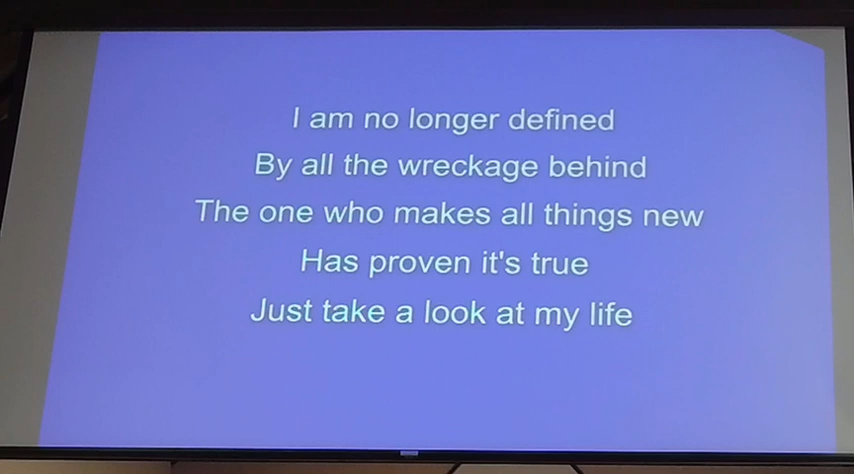 I am no longer defined
By all the wreckage behind
The one who makes all things new
Has proven it's true
Just take a look at my life